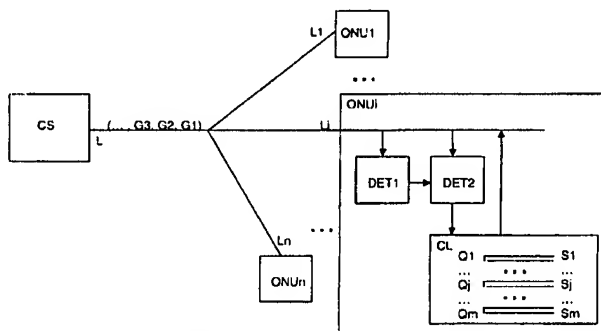 L1 ONU1
...
ONUi
CS (..., G3, G2, G1) Li
L
DET1 DET2
...
Ln CL
Q1 S1
... ... ...
ONUn Qj Sj
... ... ...
Qm Sm